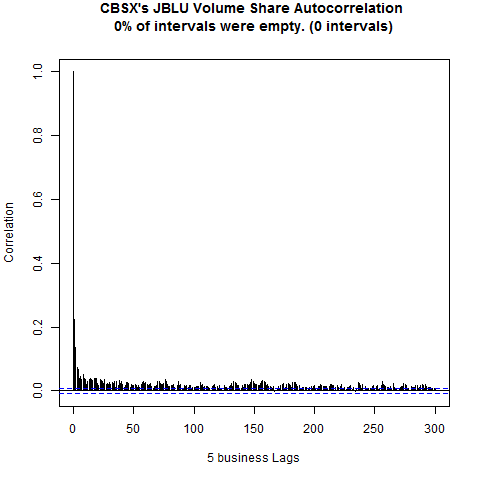 CBSX's JBLU Volume Share Autocorrelation
0% of intervals were empty. (0 intervals)
Correlation
1.0
0.8
0.6
0.4
0.2
0.0
0 50 100 150 200 250 300
5 business Lags